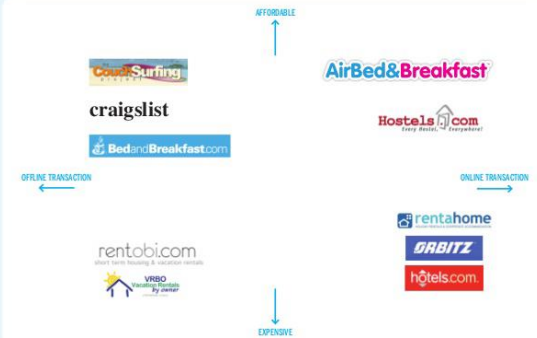 AFFORDABLE
CouchSurfing
PROJECT
AirBed&Breakfast
craigslist
Hostels.com
Every Hostel, Everywhere!
BedandBreakfast.com
OFFLINE TRANSACTION
ONLINE TRANSACTION
rentahome
ORBITZ
rentobi.com
short term housing & vacation rentals
hotels.com.
VRBO
Vacation Rentals
by owner
EXPENSIVE